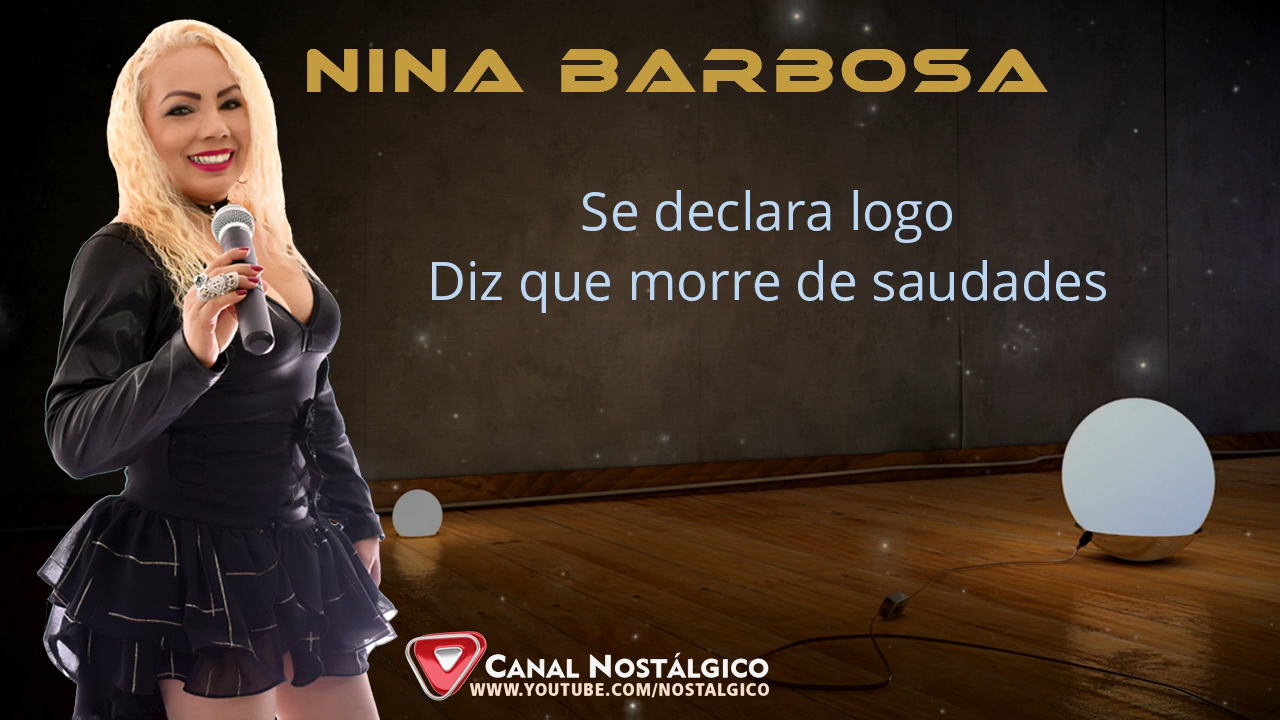 NINA BARBOSA
Se declara logo
Diz que morre de saudades
CANAL NOSTÁLGICO
WWW.YOUTUBE.COM/NOSTALGICO